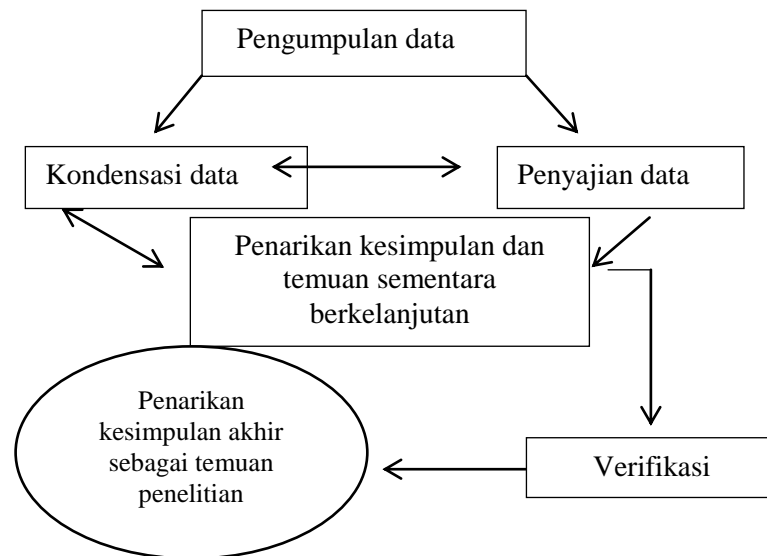 Pengumpulan data
Kondensasi data
Penyajian data
Penarikan kesimpulan dan
temuan sementara
berkelanjutan
Penarikan
kesimpulan akhir
sebagai temuan
penelitian
Verifikasi